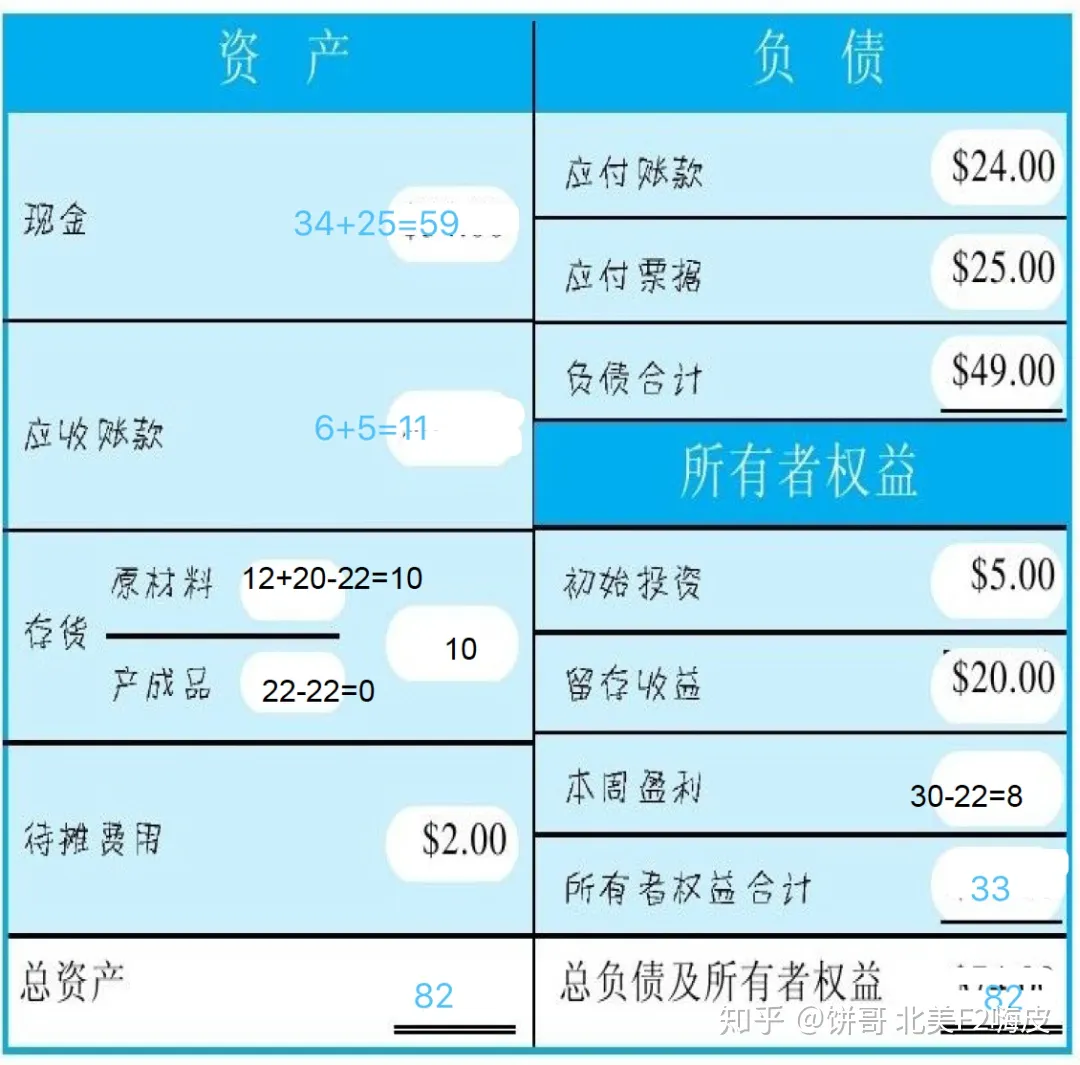 资 产
现金 34+25=59
应收账款 6+5=11
存货
原材料 12+20-22=10
10
产成品 22-22=0
待摊费用 $2.00
总资产 82
负 债
应付账款 $24.00
应付票据 $25.00
负债合计 $49.00
所有者权益
初始投资 $5.00
留存收益 $20.00
本周盈利 30-22=8
所有者权益合计 33
总负债及所有者权益 82
知乎 @饼哥 北美F2I嗨皮